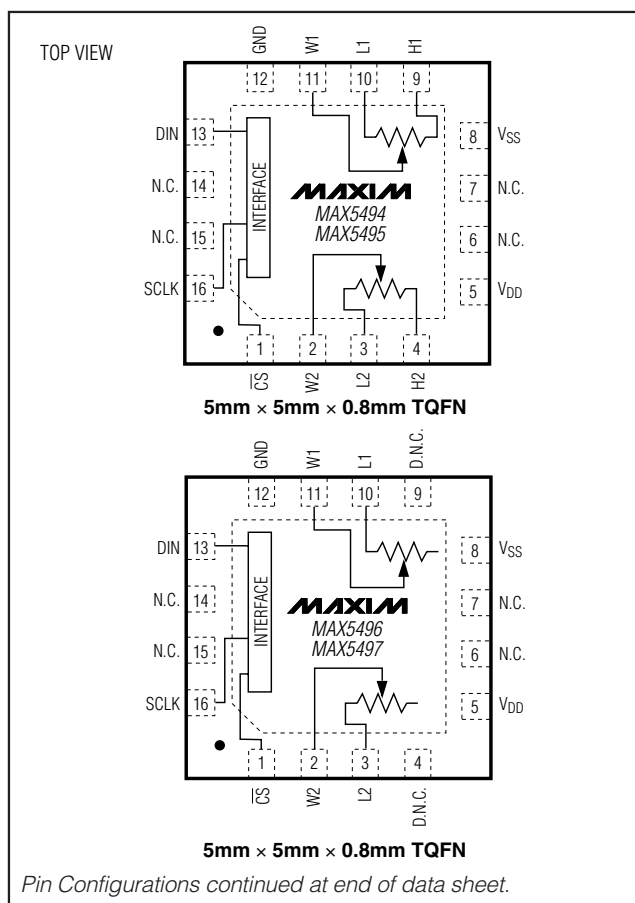 TOP VIEW
GND
W1
L1
H1
12
11
10
9
DIN
13
8
VSS
N.C.
14
7
N.C.
INTERFACE
MAXIM
MAX5494
MAX5495
N.C.
15
6
N.C.
SCLK
16
5
VDD
1
2
3
4
CS
W2
L2
H2
5mm × 5mm × 0.8mm TQFN
GND
W1
L1
D.N.C.
12
11
10
9
DIN
13
8
VSS
N.C.
14
7
N.C.
INTERFACE
MAXIM
MAX5496
MAX5497
N.C.
15
6
N.C.
SCLK
16
5
VDD
1
2
3
4
CS
W2
L2
D.N.C.
5mm × 5mm × 0.8mm TQFN
Pin Configurations continued at end of data sheet.